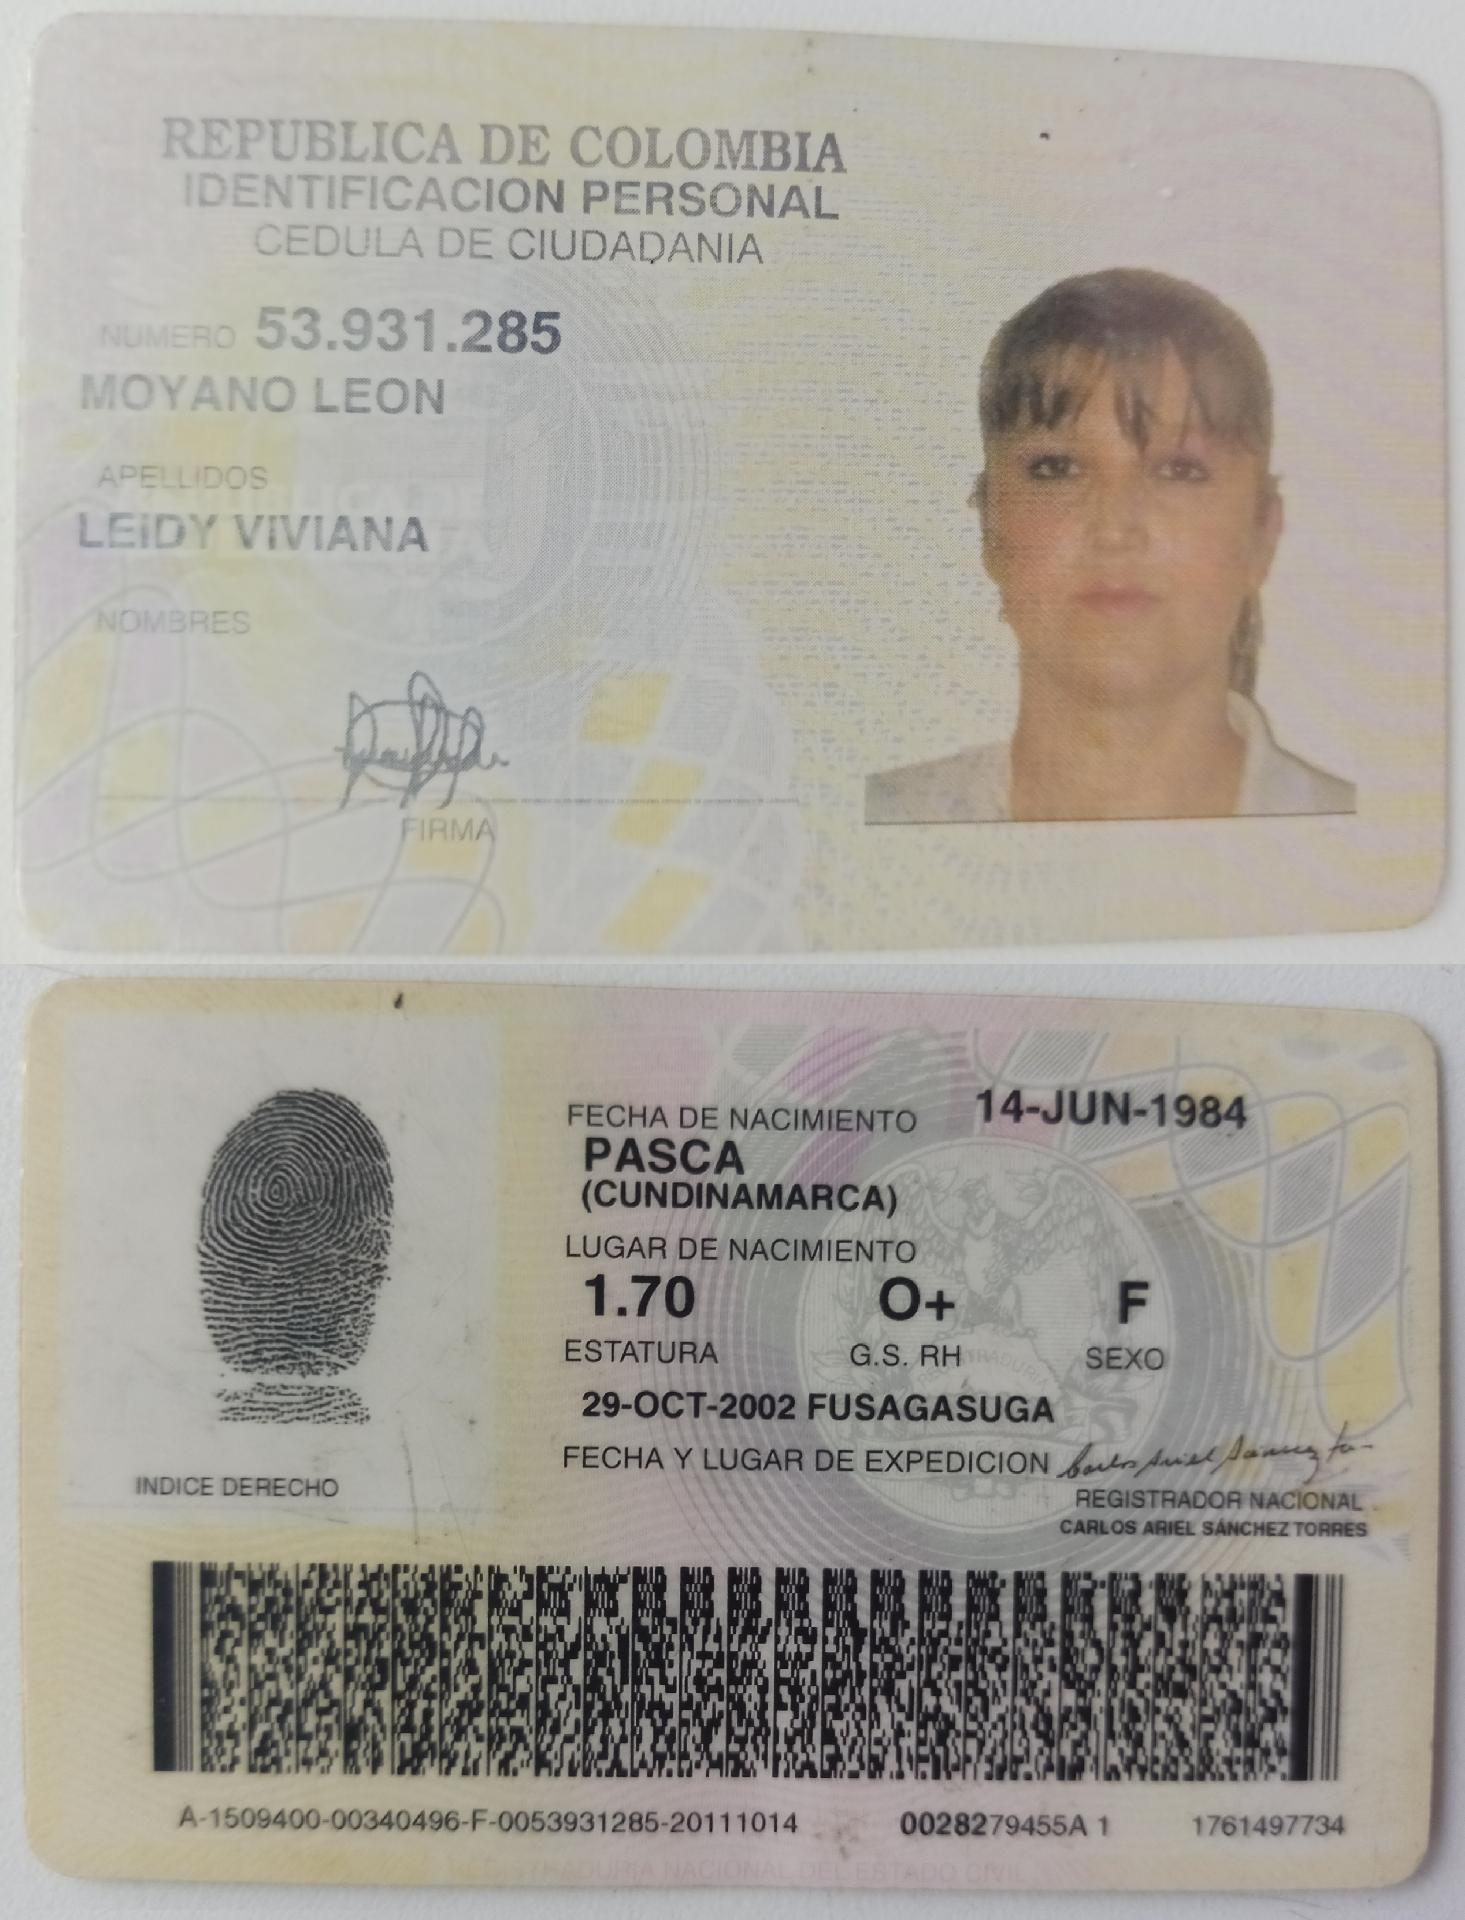 REPUBLICA DE COLOMBIA
IDENTIFICACION PERSONAL
CEDULA DE CIUDADANIA
NUMERO 53.931.285
MOYANO LEON
APELLIDOS
LEIDY VIVIANA
NOMBRES
FIRMA
FECHA DE NACIMIENTO 14-JUN-1984
PASCA
(CUNDINAMARCA)
LUGAR DE NACIMIENTO
1.70 O+ F
ESTATURA G.S. RH SEXO
29-OCT-2002 FUSAGASUGA
FECHA Y LUGAR DE EXPEDICION
INDICE DERECHO
REGISTRADOR NACIONAL
CARLOS ARIEL SÁNCHEZ TORRES
A-1509400-00340496-F-0053931285-20111014 0028279455A 1 1761497734
REGISTRADURIA NACIONAL DEL ESTADO CIVIL